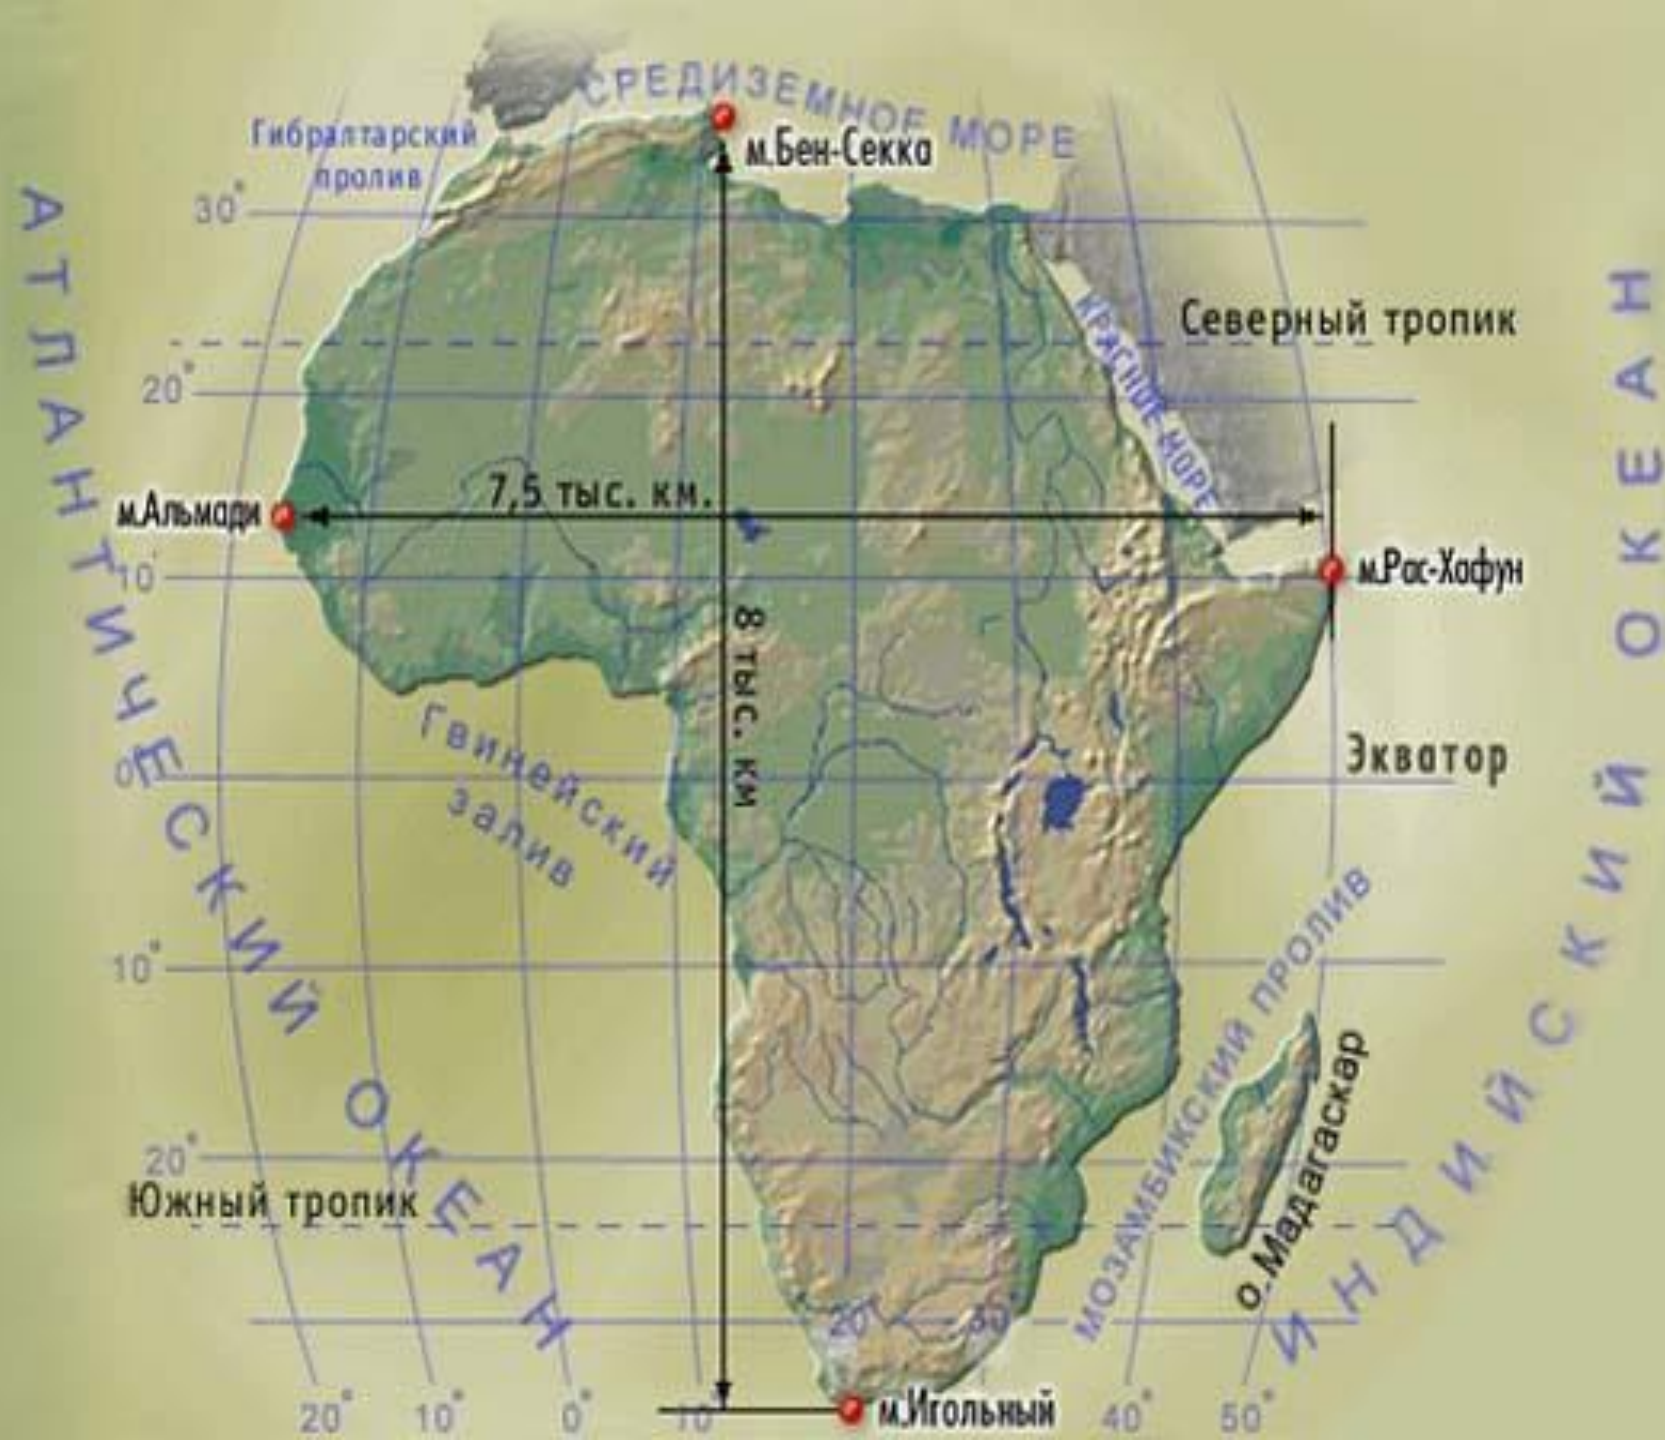 СРЕДИЗЕМНОЕ МОРЕ
Гибралтарский
пролив
м.Бен-Секка
30°
АТЛАНТИЧЕСКИЙ ОКЕАН
ИНДИЙСКИЙ ОКЕАН
Северный тропик
КРАСНОЕ МОРЕ
20°
7,5 тыс. км.
м.Альмади
м.Рас-Хафун
10
8 тыс. км
Гвинейский
залив
Экватор
0°
МОЗАМБИКСКИЙ ПРОЛИВ
10°
о.Мадагаскар
20°
Южный тропик
20°
30°
м.Игольный
20°
10°
0°
10°
40°
50°